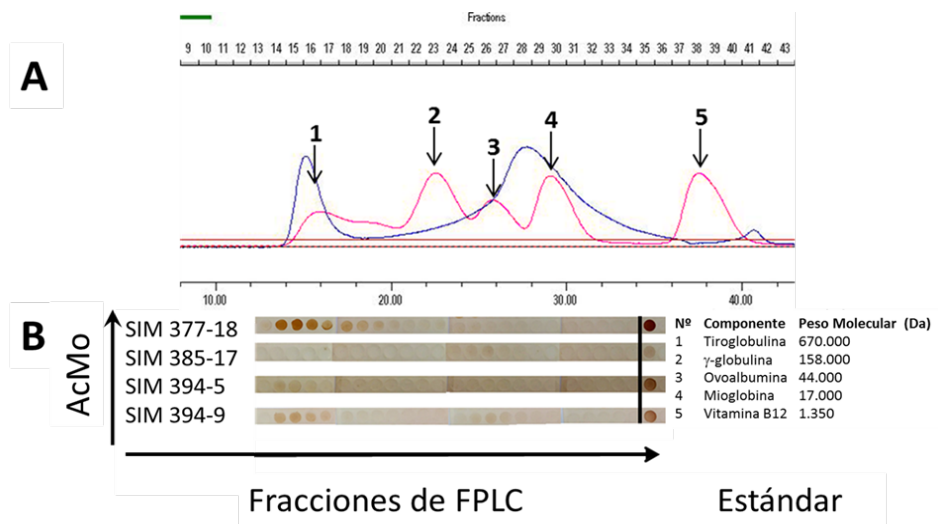 Fractions
9 10 11 12 13 14 15 16 17 18 19 20 21 22 23 24 25 26 27 28 29 30 31 32 33 34 35 36 37 38 39 40 41 42 43
A
1 2 3 4 5
10.00 20.00 30.00 40.00
B
AcMo
SIM 377-18
SIM 385-17
SIM 394-5
SIM 394-9
Nº Componente Peso Molecular (Da)
1 Tiroglobulina 670.000
2 γ-globulina 158.000
3 Ovoalbumina 44.000
4 Mioglobina 17.000
5 Vitamina B12 1.350
Fracciones de FPLC Estándar